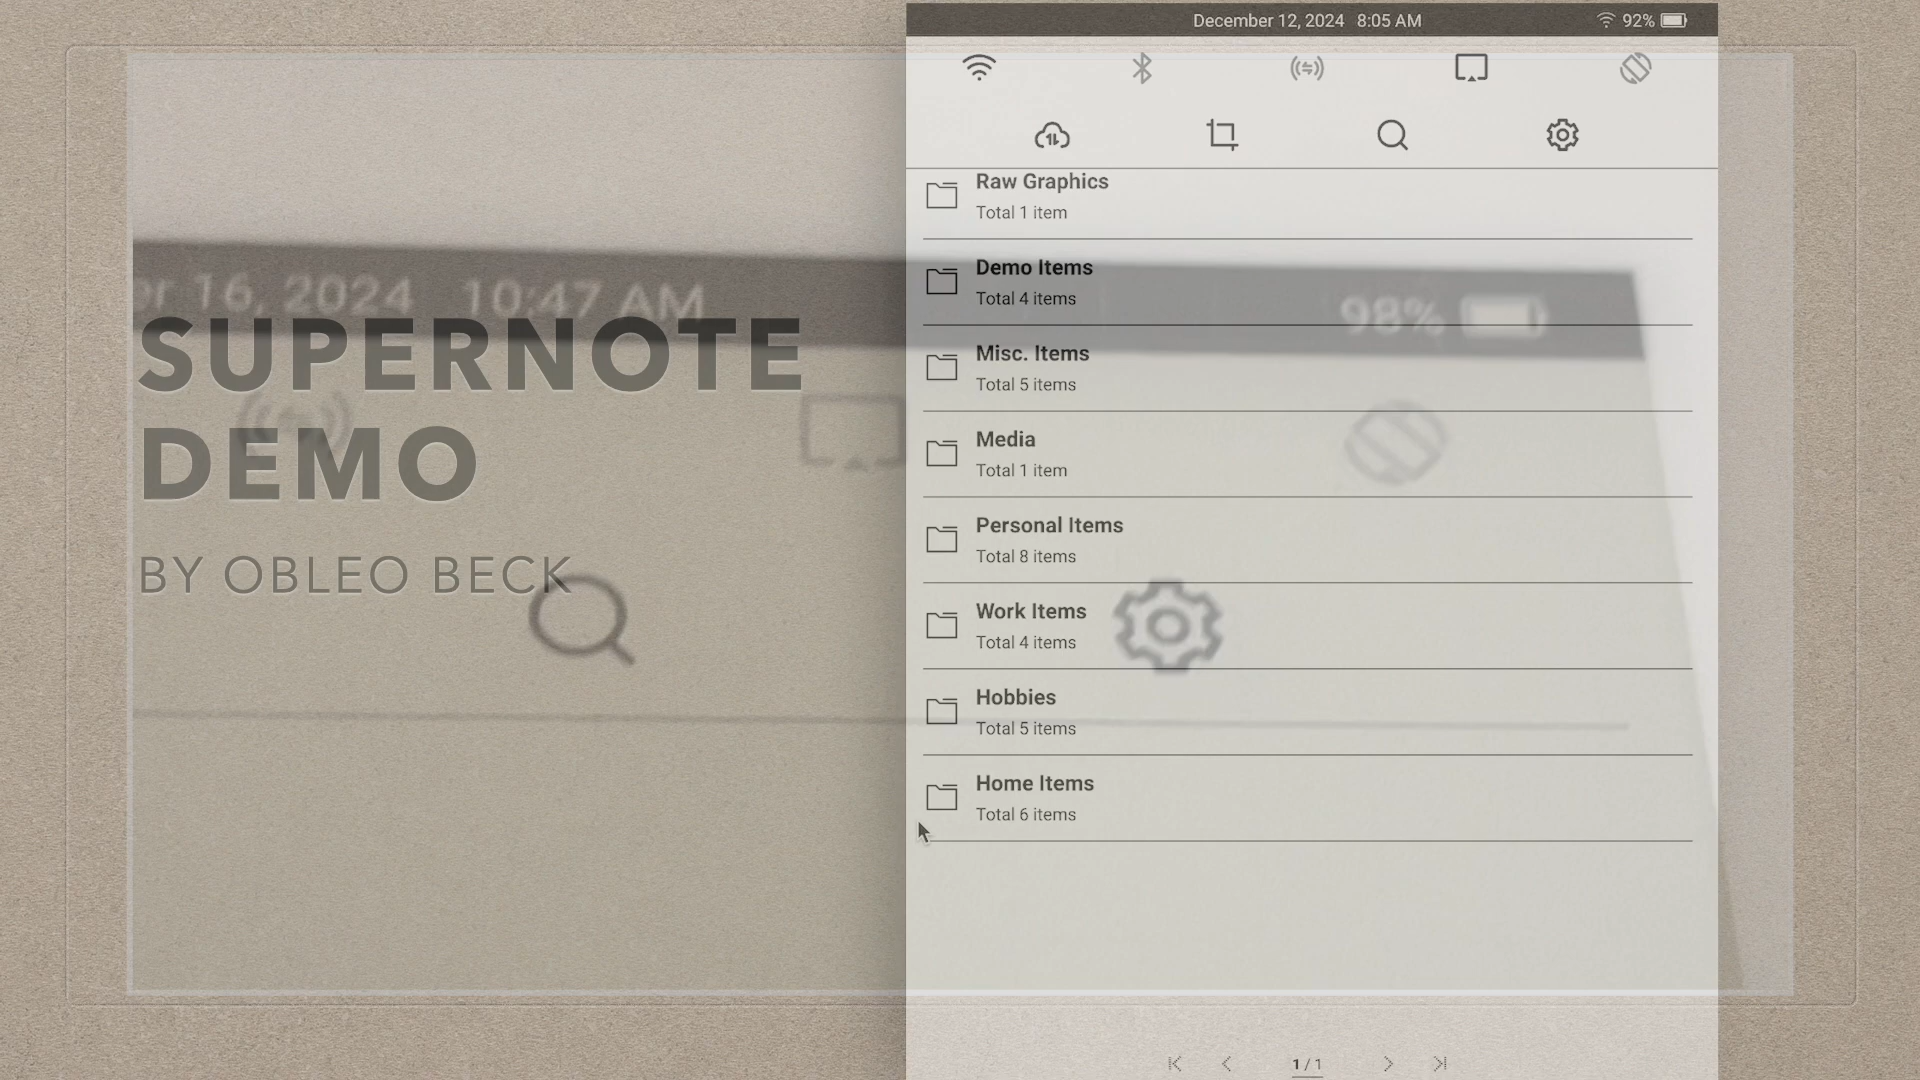 December 12, 2024 8:05 AM
92%
Raw Graphics
Total 1 item
Demo Items
Total 4 items
Misc. Items
Total 5 items
Media
Total 1 item
Personal Items
Total 8 items
Work Items
Total 4 items
Hobbies
Total 5 items
Home Items
Total 6 items
1 / 1
16, 2024 10:47 AM
98%
SUPERNOTE
DEMO
BY OBLEO BECK